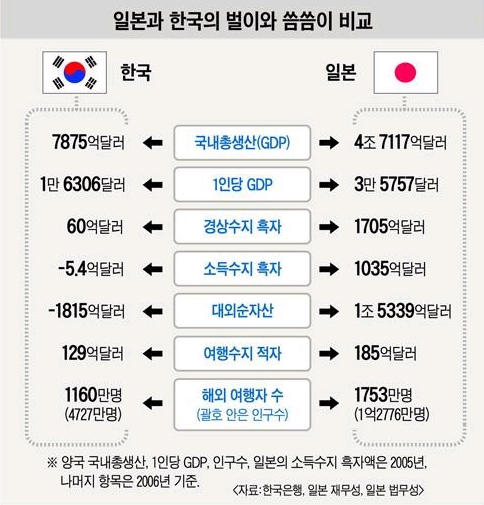 일본과 한국의 벌이와 씀씀이 비교
한국
일본
7875억달러
국내총생산(GDP)
4조 7117억달러
1만 6306달러
1인당 GDP
3만 5757달러
60억달러
경상수지 흑자
1705억달러
-5.4억달러
소득수지 흑자
1035억달러
-1815억달러
대외순자산
1조 5339억달러
129억달러
여행수지 적자
185억달러
1160만명
(4727만명)
해외 여행자 수
(괄호 안은 인구수)
1753만명
(1억2776만명)
※ 양국 국내총생산, 1인당 GDP, 인구수, 일본의 소득수지 흑자액은 2005년,
나머지 항목은 2006년 기준.
<자료:한국은행, 일본 재무성, 일본 법무성>